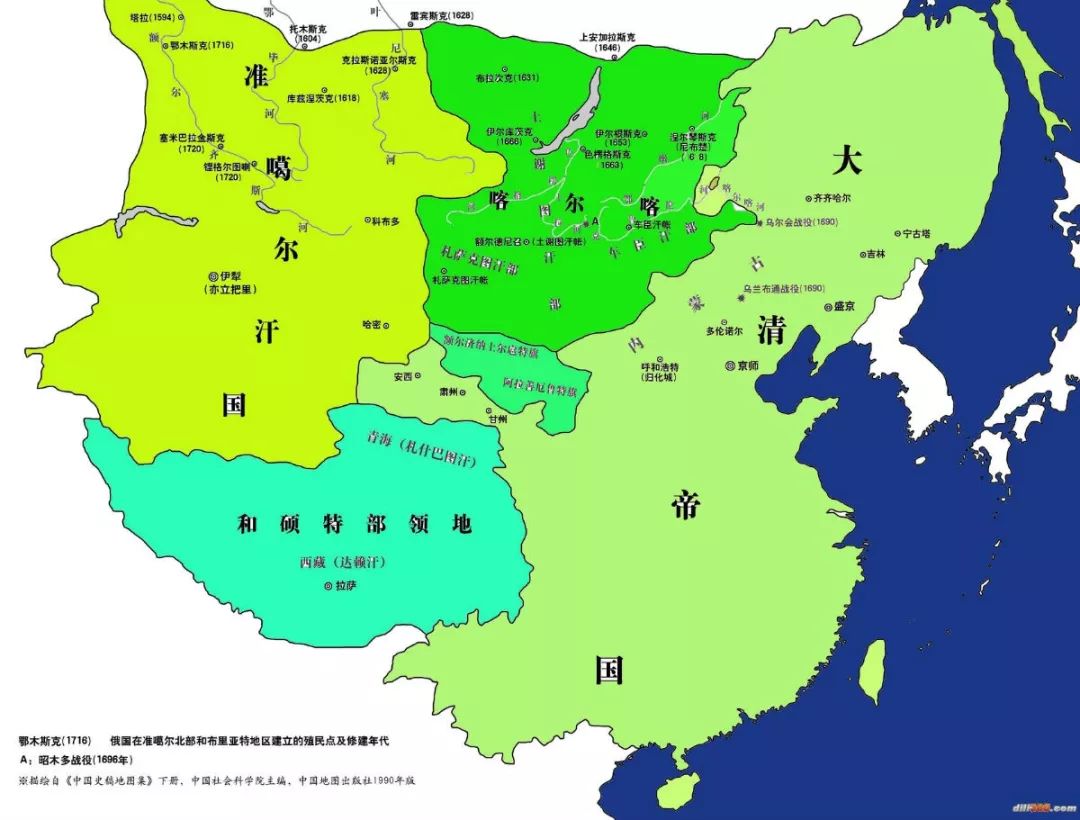 塔拉(1594)
鄂
叶
雷宾斯克(1628)
托木斯克
(1604)
额
鄂木斯克(1716)
毕
尼
克拉斯诺亚尔斯克
(1628)
上安加拉斯克
(1646)
准
布拉次克(1631)
尔
库兹涅茨克(1618)
塞
河
河
土
伊尔库茨克
(1666)
伊尔根斯克
(1653)
涅尔琴斯克
(尼布楚)
色楞格斯克
1663)
谢
塞米巴拉金斯克
(1720)
齐
噶
铿格尔图喇
(1720)
斯
河
河
大
喀
尔
喀
图
齐齐哈尔
喀
尔
喀
河
科布多
A
车臣汗帐
乌尔会战役(1690)
宁古塔
尔
额尔德尼召
(土谢图汗帐)
汗
车臣汗部
吉林
札萨克图汗部
札萨克图汗帐
伊犁
(亦立把里)
部
古
蒙
内
乌兰布通战役(1690)
盛京
多伦诺尔
清
汗
哈密
额尔济纳土尔扈特旗
呼和浩特
(归化城)
京师
安西
阿拉善厄鲁特旗
肃州
国
甘州
青海(札什巴图汗)
帝
和硕特部领地
西藏(达赖汗)
拉萨
国
鄂木斯克(1716) 俄国在准噶尔北部和布里亚特地区建立的殖民点及修建年代
A：昭木多战役(1696年)
※描绘自《中国史稿地图集》下册，中国社会科学院主编，中国地图出版社1990年版